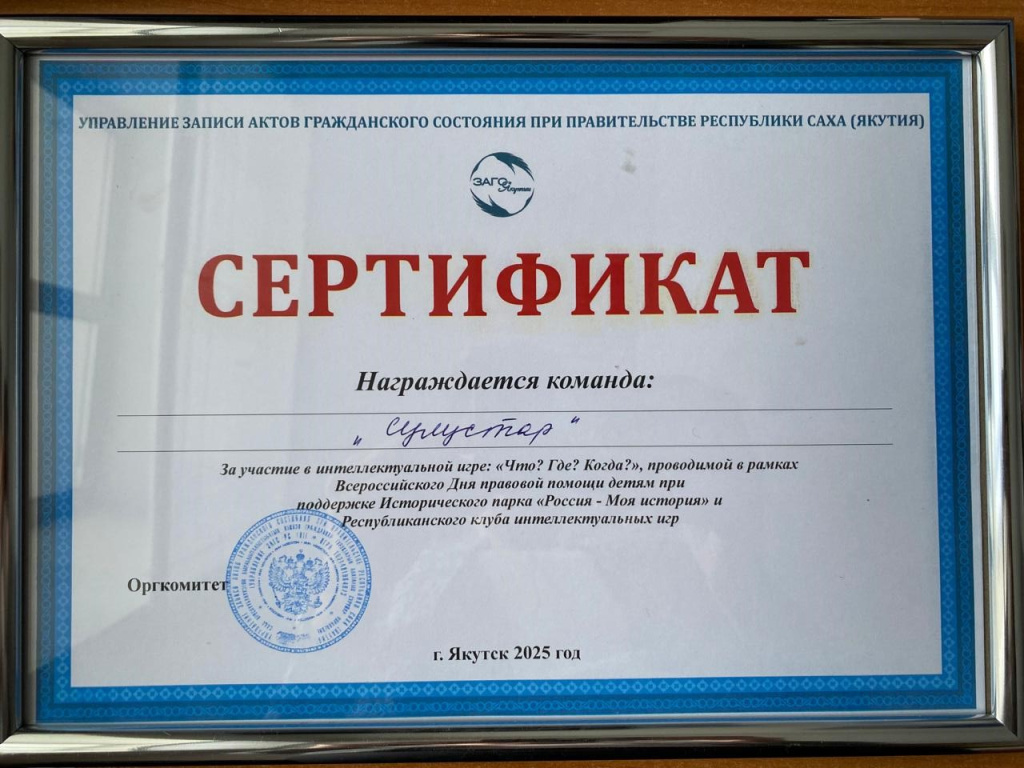 УПРАВЛЕНИЕ ЗАПИСИ АКТОВ ГРАЖДАНСКОГО СОСТОЯНИЯ ПРИ ПРАВИТЕЛЬСТВЕ РЕСПУБЛИКИ САХА (ЯКУТИЯ)
ЗАГС
Якутии
СЕРТИФИКАТ
Награждается команда:
„ Сулустар "
За участие в интеллектуальной игре: «Что? Где? Когда?», проводимой в рамках
Всероссийского Дня правовой помощи детям при
поддержке Исторического парка «Россия - Моя история» и
Республиканского клуба интеллектуальных игр
Оргкомитет
г. Якутск 2025 год